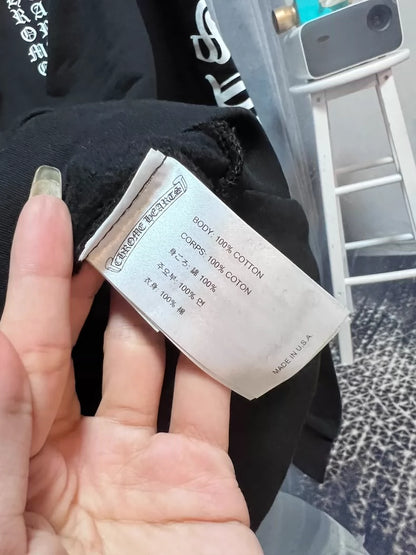 CHROME HEARTS
BODY: 100% COTTON
CORPS: 100% COTON
身ごろ: 綿 100%
주요부: 100% 면
衣身: 100% 棉
MADE IN U.S.A.